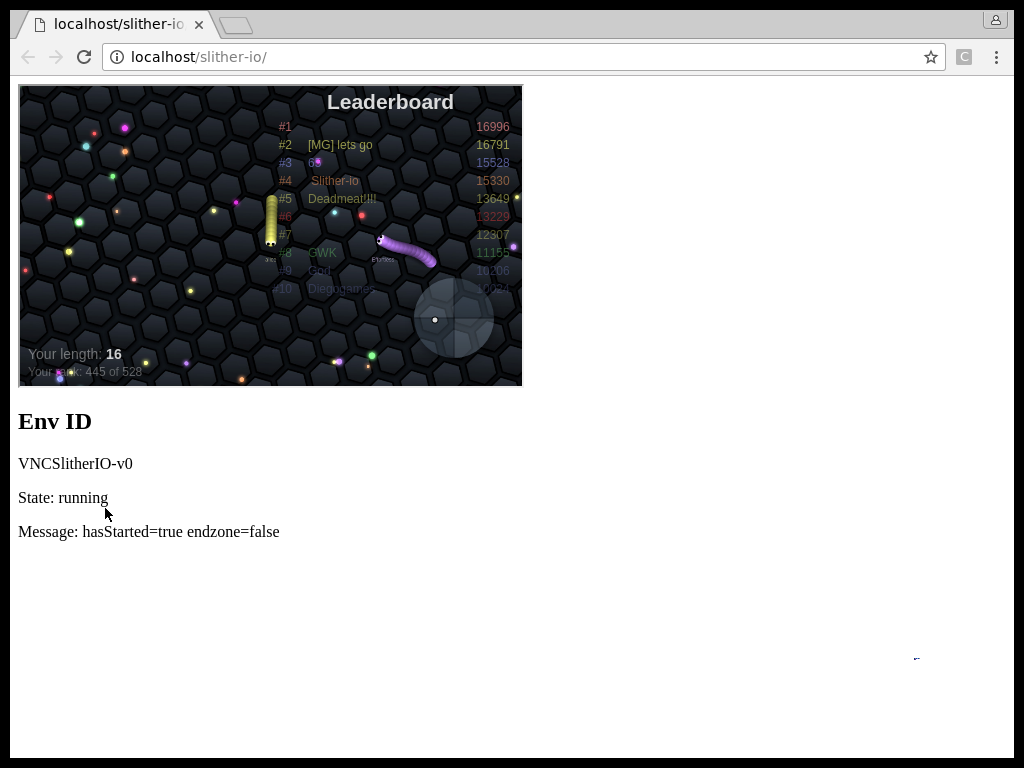 localhost/slither-io
localhost/slither-io/
Leaderboard
#1 16996
#2 [MG] lets go 16791
#3 69 15528
#4 Slither-io 15330
#5 Deadmeat!!!! 13649
#6 13229
#7 12307
#8 GWK 11155
#9 God 10206
#10 Diegogames 10024
Your length: 16
Your rank: 445 of 528
Env ID
VNCSlitherIO-v0
State: running
Message: hasStarted=true endzone=false